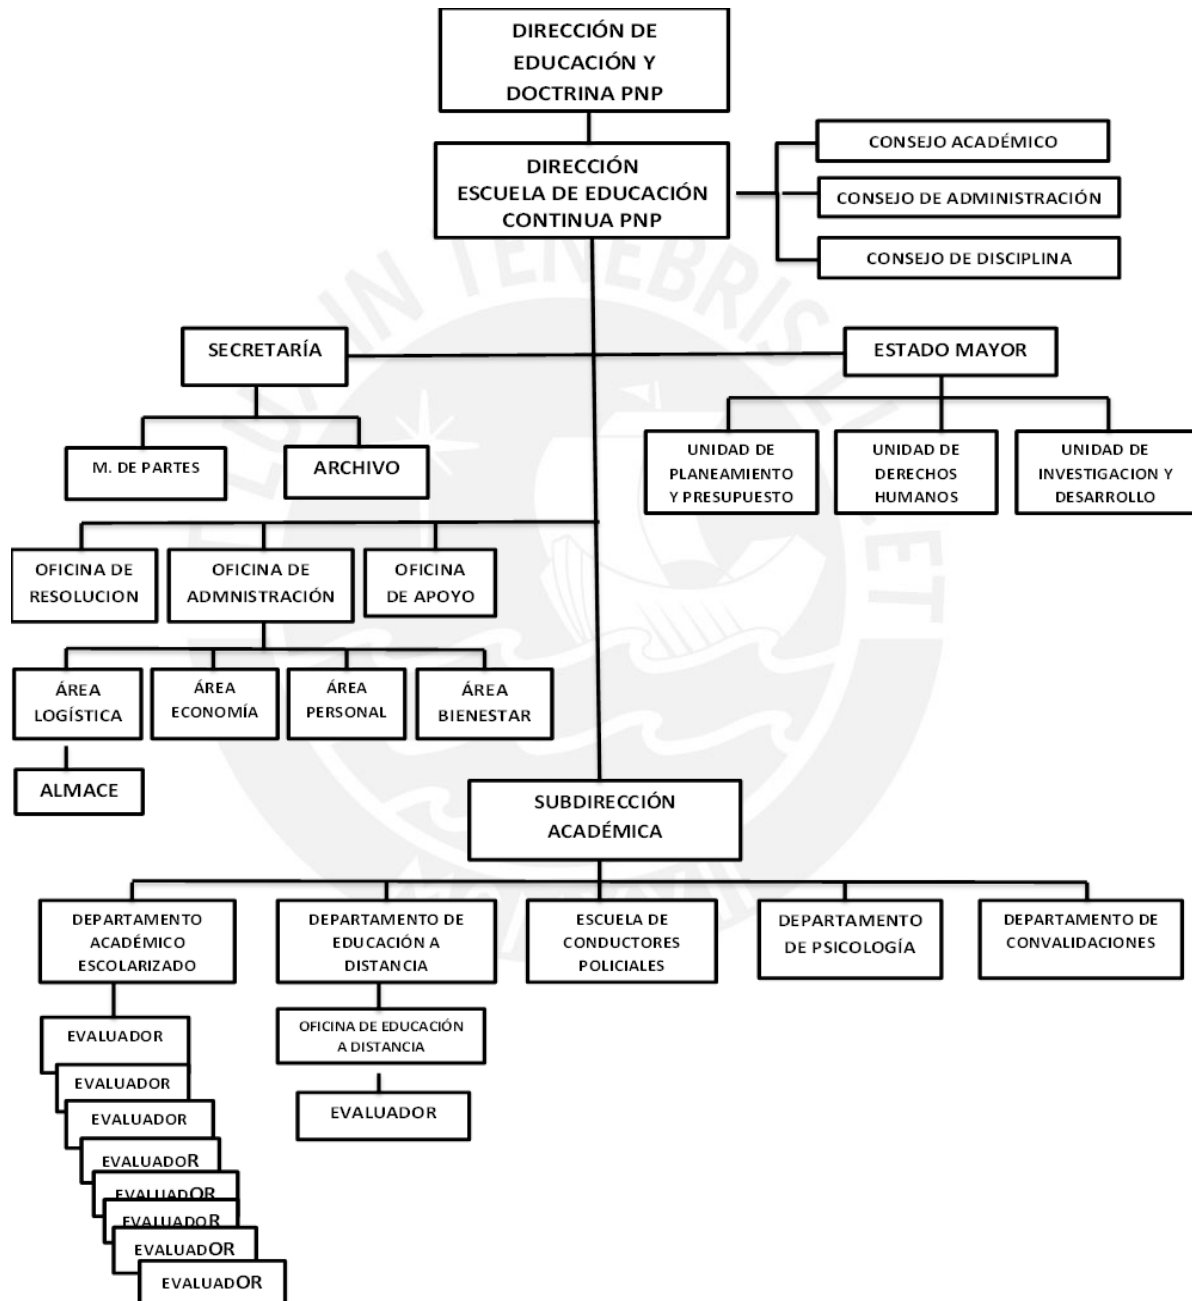 DIRECCIÓN DE
EDUCACIÓN Y
DOCTRINA PNP
DIRECCIÓN
ESCUELA DE EDUCACIÓN
CONTINUA PNP
CONSEJO ACADÉMICO
CONSEJO DE ADMINISTRACIÓN
CONSEJO DE DISCIPLINA
SECRETARÍA
ESTADO MAYOR
M. DE PARTES
ARCHIVO
UNIDAD DE
PLANEAMIENTO
Y PRESUPUESTO
UNIDAD DE
DERECHOS
HUMANOS
UNIDAD DE
INVESTIGACION Y
DESARROLLO
OFICINA DE
RESOLUCION
OFICINA DE
ADMNISTRACIÓN
OFICINA
DE APOYO
ÁREA
LOGÍSTICA
ÁREA
ECONOMÍA
ÁREA
PERSONAL
ÁREA
BIENESTAR
ALMACE
SUBDIRECCIÓN
ACADÉMICA
DEPARTAMENTO
ACADÉMICO
ESCOLARIZADO
DEPARTAMENTO DE
EDUCACIÓN A
DISTANCIA
ESCUELA DE
CONDUCTORES
POLICIALES
DEPARTAMENTO
DE PSICOLOGÍA
DEPARTAMENTO DE
CONVALIDACIONES
EVALUADOR
EVALUADOR
EVALUADOR
EVALUADOR
EVALUADOR
EVALUADOR
EVALUADOR
EVALUADOR
OFICINA DE EDUCACIÓN
A DISTANCIA
EVALUADOR